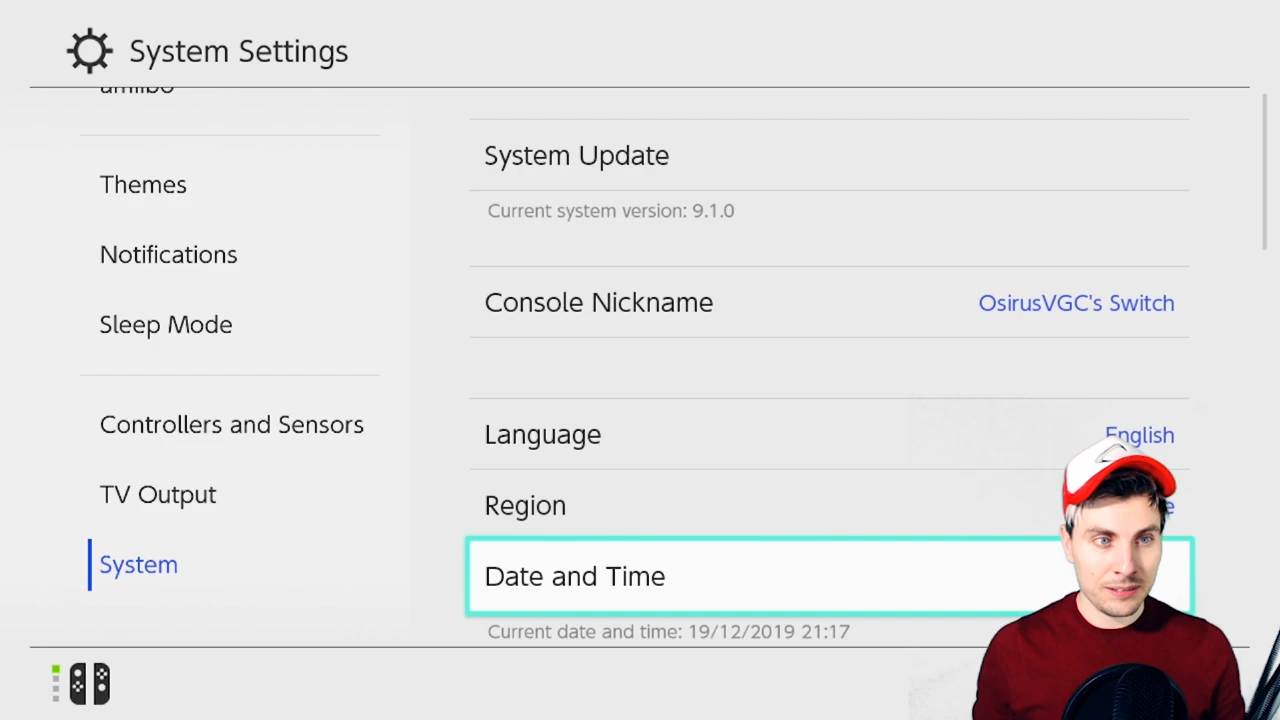 System Settings
amiibo
Themes
Notifications
Sleep Mode
Controllers and Sensors
TV Output
System
System Update
Current system version: 9.1.0
Console Nickname
OsirusVGC's Switch
Language
English
Region
Date and Time
Current date and time: 19/12/2019 21:17